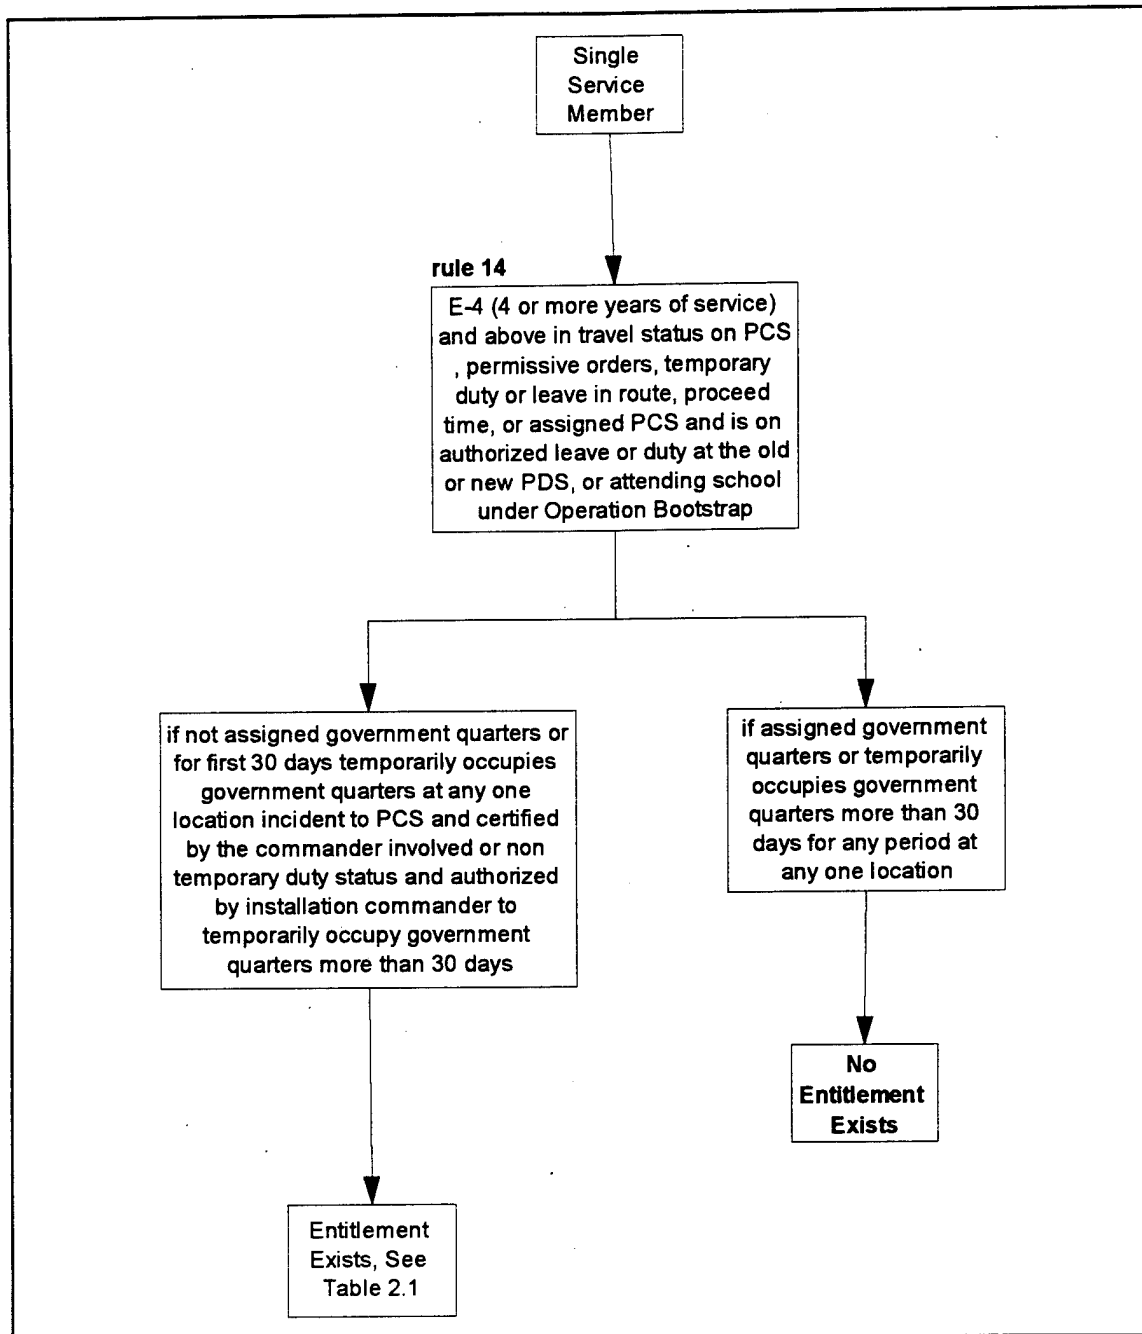 Single
Service
Member
rule 14
E-4 (4 or more years of service)
and above in travel status on PCS
, permissive orders, temporary
duty or leave in route, proceed
time, or assigned PCS and is on
authorized leave or duty at the old
or new PDS, or attending school
under Operation Bootstrap
if not assigned government quarters or
for first 30 days temporarily occupies
government quarters at any one
location incident to PCS and certified
by the commander involved or non
temporary duty status and authorized
by installation commander to
temporarily occupy government
quarters more than 30 days
if assigned government
quarters or temporarily
occupies government
quarters more than 30
days for any period at
any one location
No
Entitlement
Exists
Entitlement
Exists, See
Table 2.1